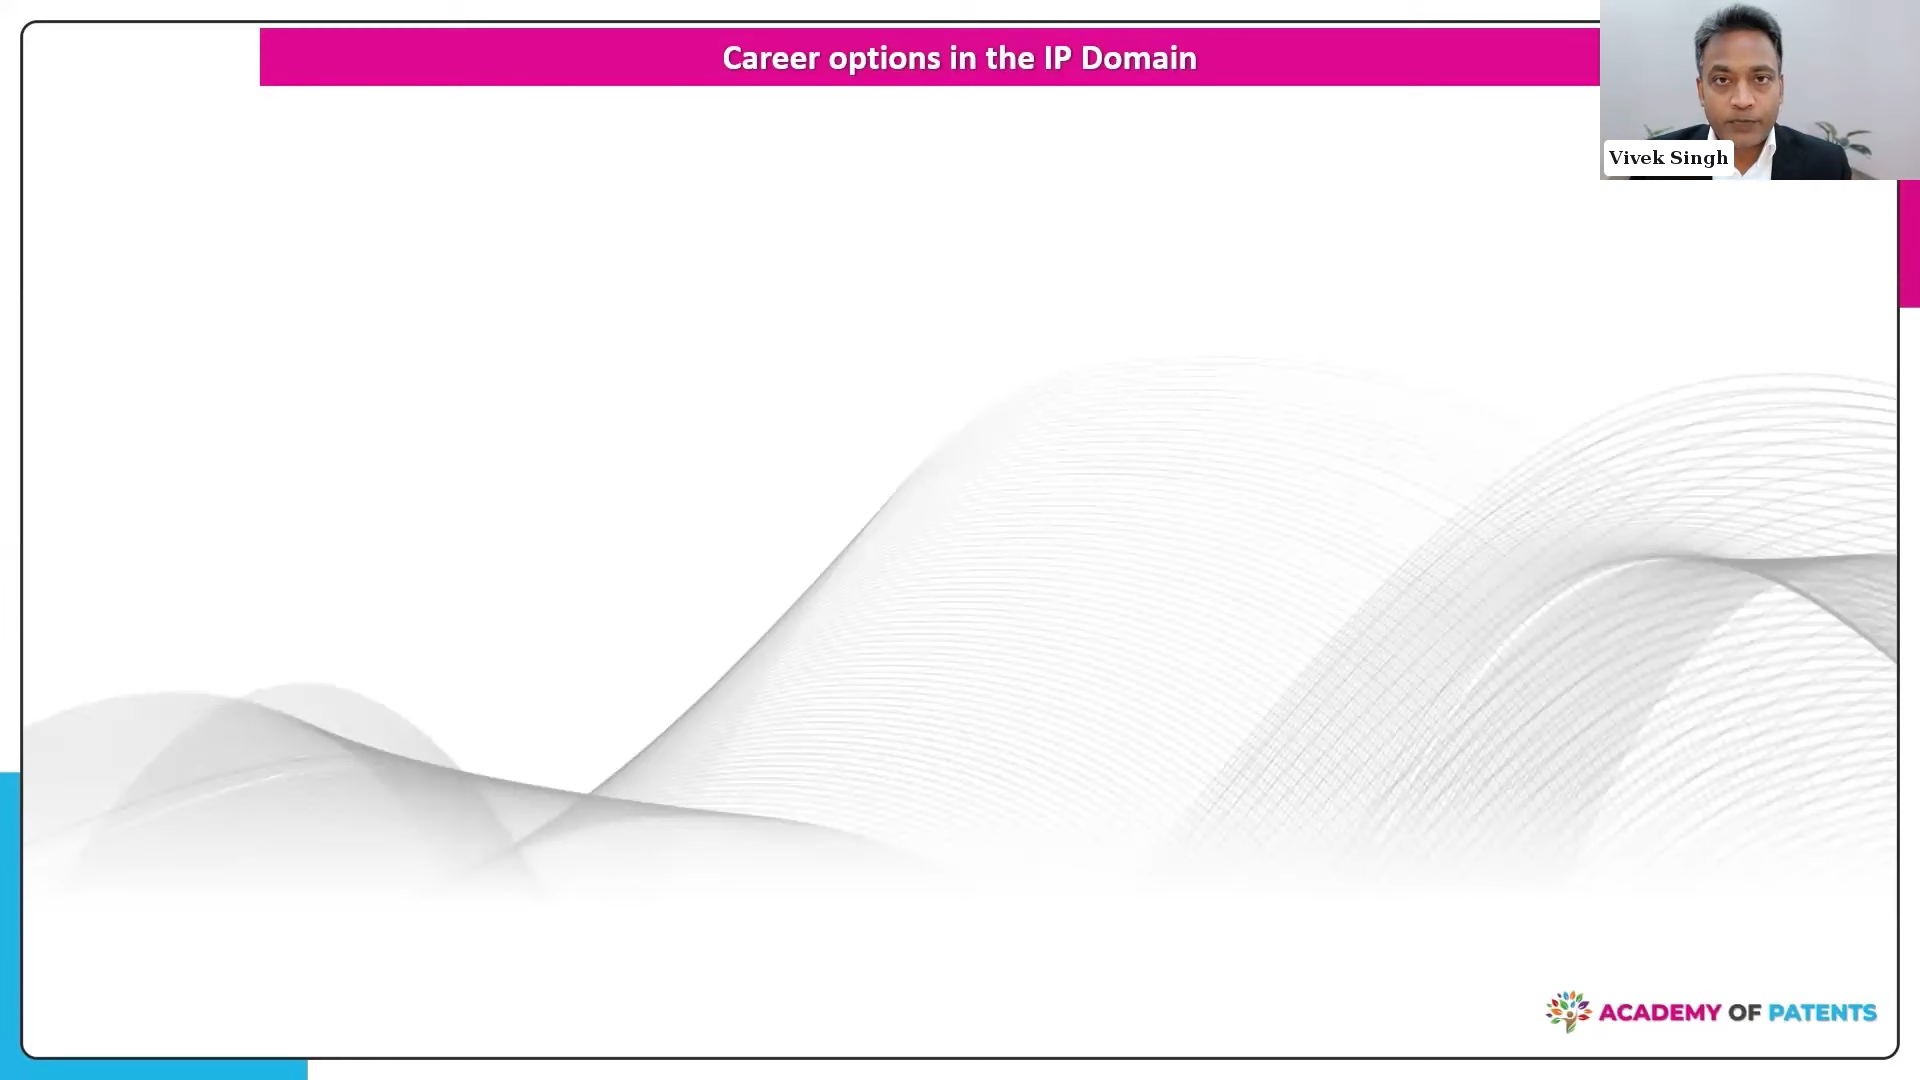 Career options in the IP Domain
Vivek Singh
ACADEMY OF PATENTS